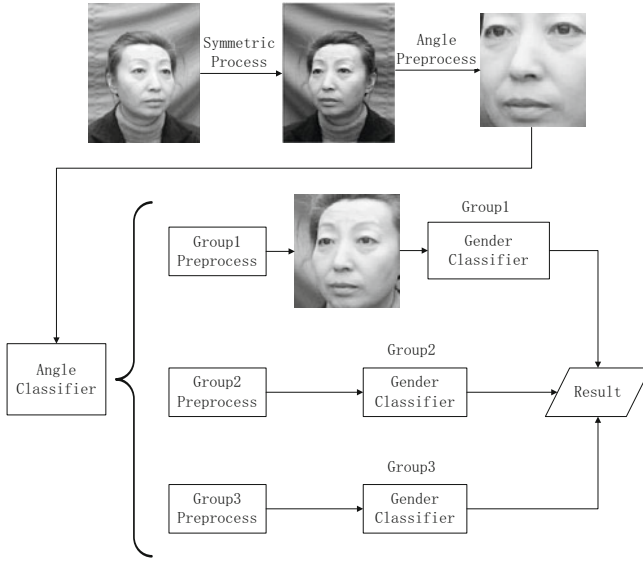 Symmetric
Process
Angle
Preprocess
Group1
Group1
Preprocess
Gender
Classifier
Angle
Classifier
Group2
Group2
Preprocess
Gender
Classifier
Result
Group3
Group3
Preprocess
Gender
Classifier